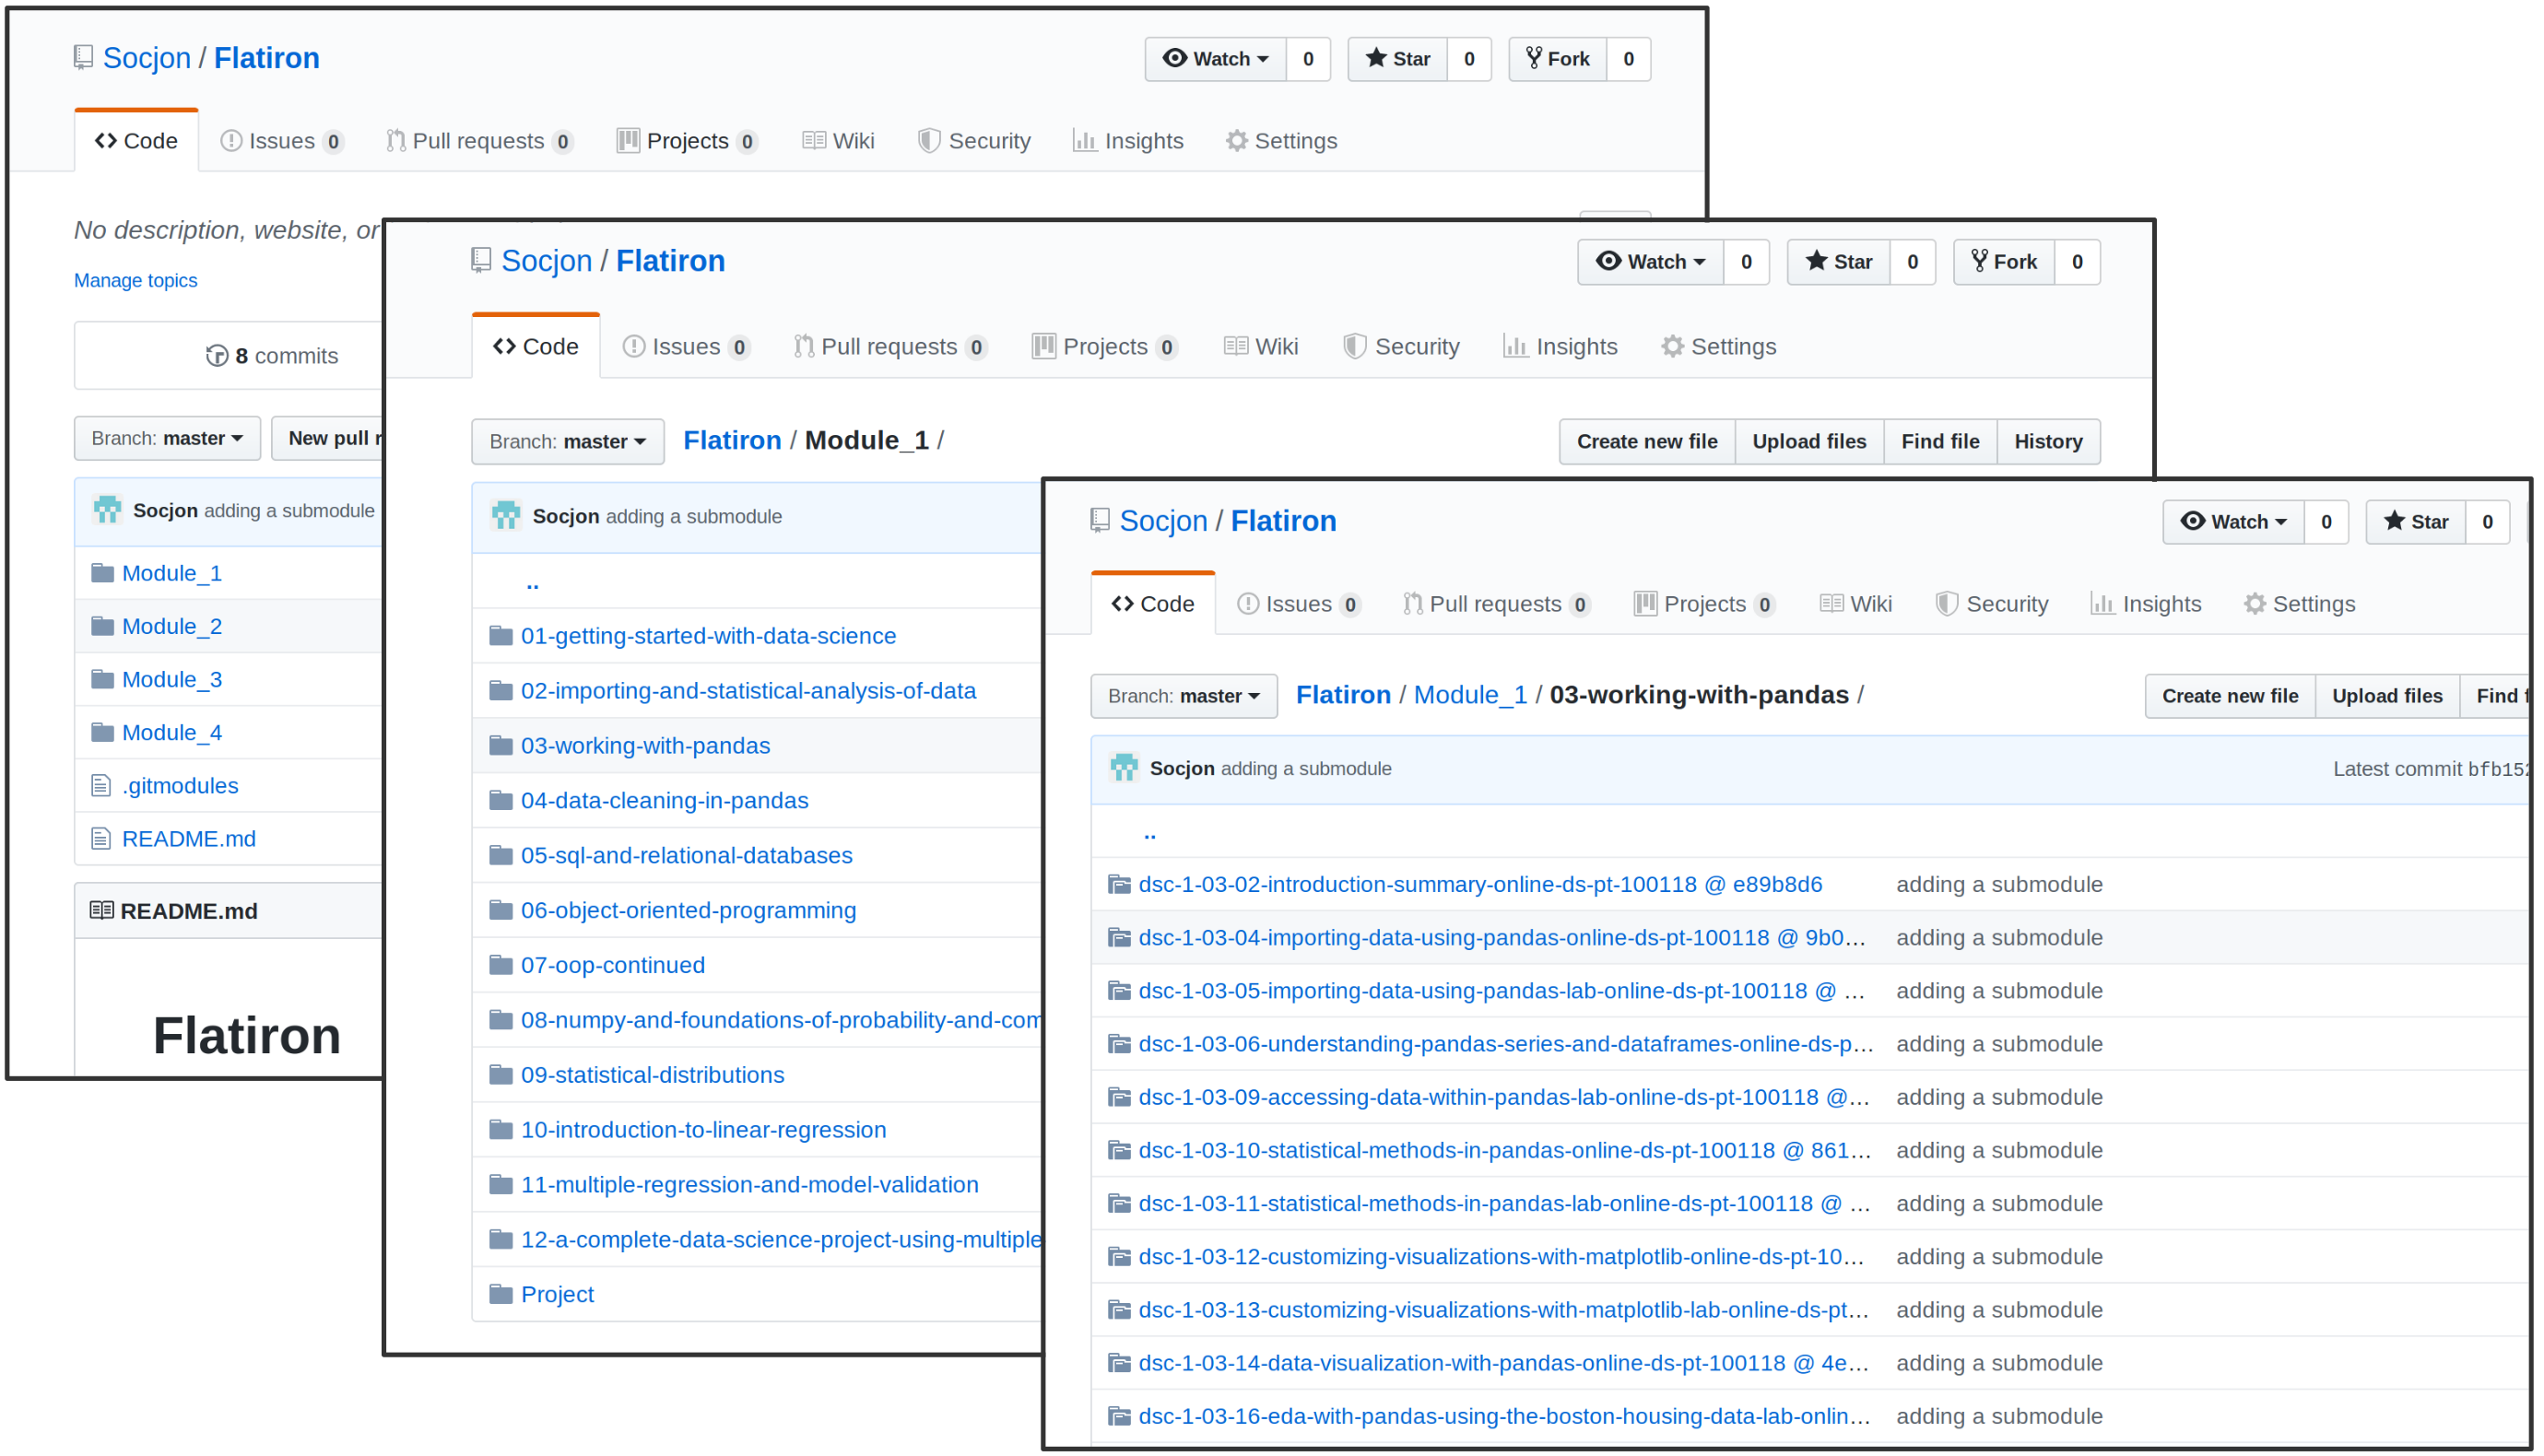 Socjon / Flatiron
Watch 0 Star 0 Fork 0
Code Issues 0 Pull requests 0 Projects 0 Wiki Security Insights Settings
No description, website, or
Manage topics
8 commits
Branch: master New pull r
Socjon adding a submodule
Module_1
Module_2
Module_3
Module_4
.gitmodules
README.md
README.md
Flatiron
Socjon / Flatiron
Watch 0 Star 0 Fork 0
Code Issues 0 Pull requests 0 Projects 0 Wiki Security Insights Settings
Branch: master Flatiron / Module_1 / Create new file Upload files Find file History
Socjon adding a submodule
..
01-getting-started-with-data-science
02-importing-and-statistical-analysis-of-data
03-working-with-pandas
04-data-cleaning-in-pandas
05-sql-and-relational-databases
06-object-oriented-programming
07-oop-continued
08-numpy-and-foundations-of-probability-and-com
09-statistical-distributions
10-introduction-to-linear-regression
11-multiple-regression-and-model-validation
12-a-complete-data-science-project-using-multiple
Project
Socjon / Flatiron
Watch 0 Star 0
Code Issues 0 Pull requests 0 Projects 0 Wiki Security Insights Settings
Branch: master Flatiron / Module_1 / 03-working-with-pandas / Create new file Upload files Find f
Socjon adding a submodule Latest commit bfb152
..
dsc-1-03-02-introduction-summary-online-ds-pt-100118 @ e89b8d6 adding a submodule
dsc-1-03-04-importing-data-using-pandas-online-ds-pt-100118 @ 9b0… adding a submodule
dsc-1-03-05-importing-data-using-pandas-lab-online-ds-pt-100118 @ … adding a submodule
dsc-1-03-06-understanding-pandas-series-and-dataframes-online-ds-p… adding a submodule
dsc-1-03-09-accessing-data-within-pandas-lab-online-ds-pt-100118 @… adding a submodule
dsc-1-03-10-statistical-methods-in-pandas-online-ds-pt-100118 @ 861… adding a submodule
dsc-1-03-11-statistical-methods-in-pandas-lab-online-ds-pt-100118 @ … adding a submodule
dsc-1-03-12-customizing-visualizations-with-matplotlib-online-ds-pt-10… adding a submodule
dsc-1-03-13-customizing-visualizations-with-matplotlib-lab-online-ds-pt… adding a submodule
dsc-1-03-14-data-visualization-with-pandas-online-ds-pt-100118 @ 4e… adding a submodule
dsc-1-03-16-eda-with-pandas-using-the-boston-housing-data-lab-onlin… adding a submodule